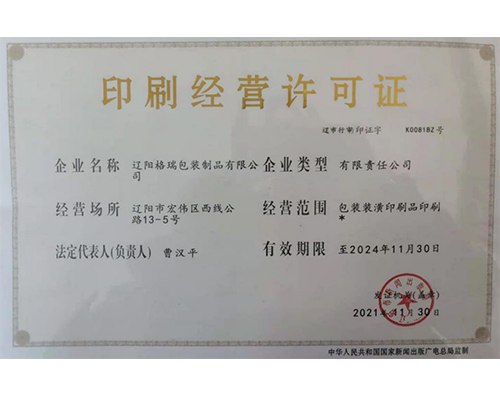 印刷经营许可证
辽市行审印证字 K0081BZ号
企业名称 辽阳格瑞包装制品有限公司
企业类型 有限责任公司
经营场所 辽阳市宏伟区西线公路13-5号
经营范围 包装装潢印刷品印刷*
法定代表人(负责人) 曹汉平
有效期限 至2024年11月30日
发证机构(盖章)
2021年11月30日
中华人民共和国国家新闻出版广电总局监制